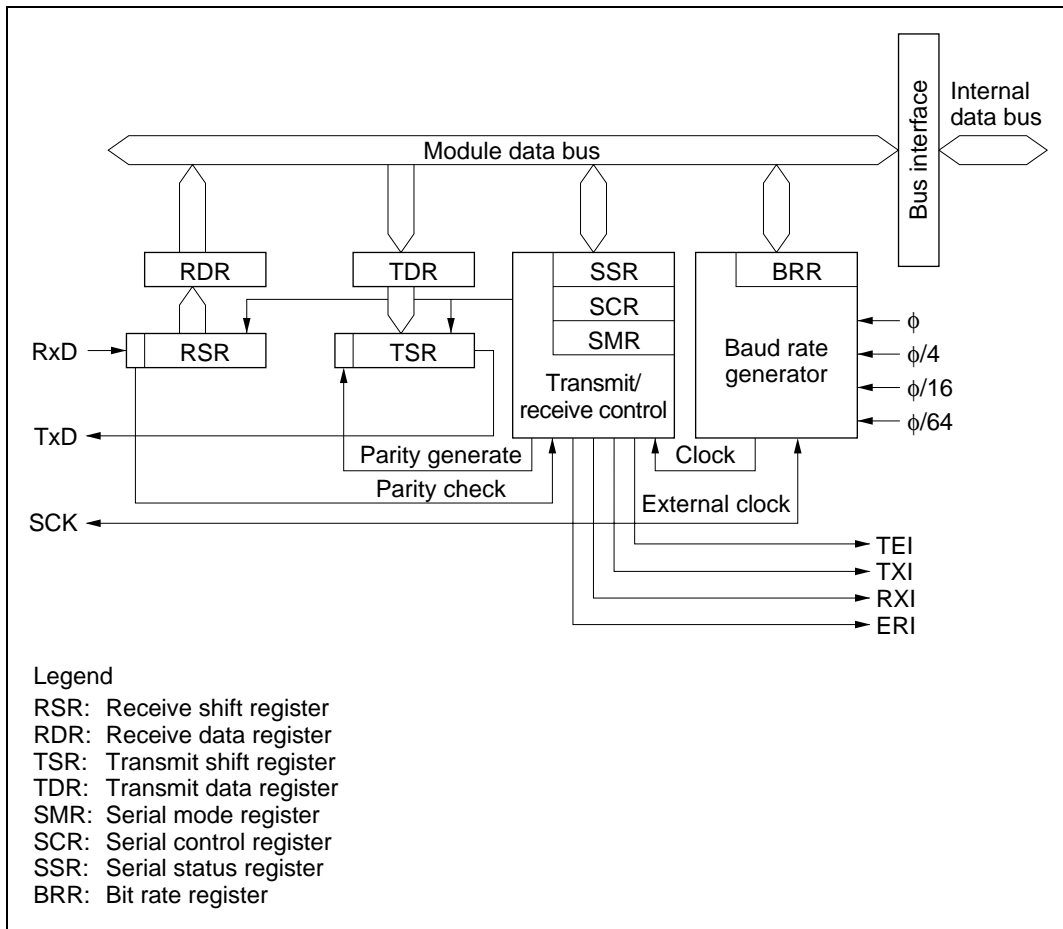 Internal
data bus
Bus interface
Module data bus
RDR
TDR
SSR
BRR
SCR
RxD
RSR
TSR
SMR
Baud rate
generator
ϕ
ϕ/4
ϕ/16
ϕ/64
Transmit/
receive control
TxD
Parity generate
Clock
Parity check
SCK
External clock
TEI
TXI
RXI
ERI
Legend
RSR: Receive shift register
RDR: Receive data register
TSR: Transmit shift register
TDR: Transmit data register
SMR: Serial mode register
SCR: Serial control register
SSR: Serial status register
BRR: Bit rate register